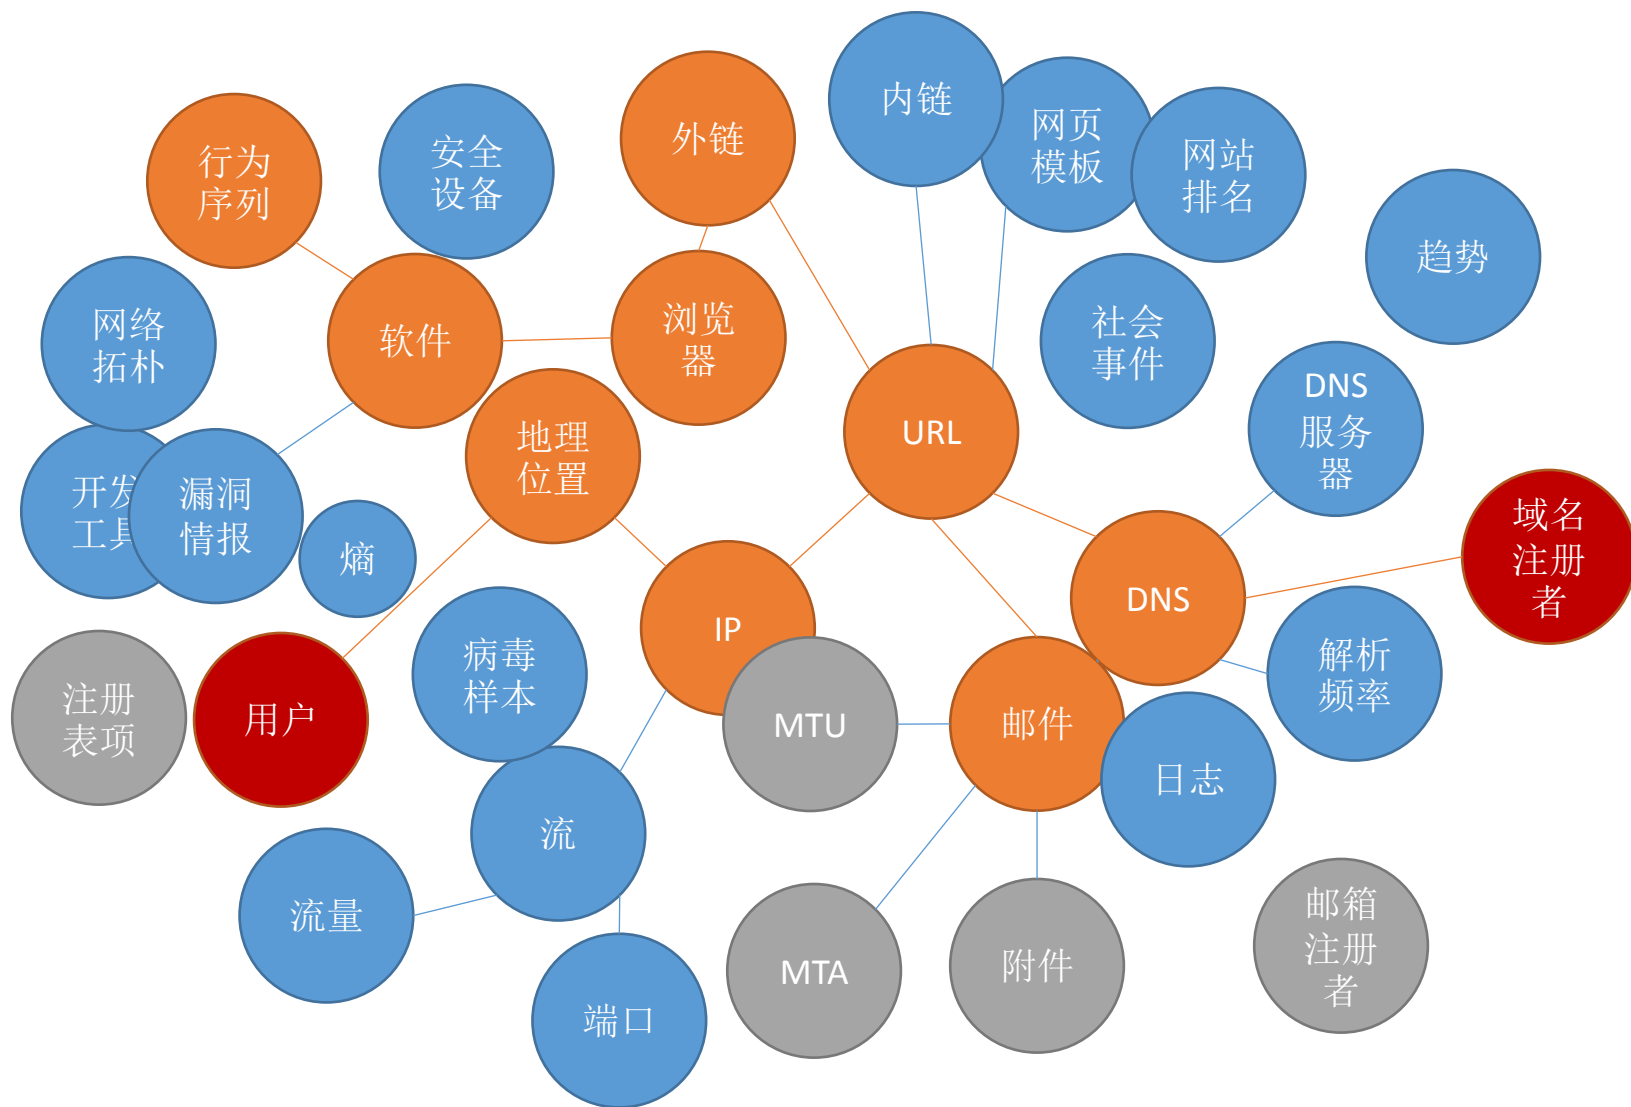 内链
外链
网页
模板
安全
设备
网站
排名
行为
序列
趋势
网络
拓朴
软件
浏览
器
社会
事件
DNS
服务
器
地理
位置
URL
开发
工具
漏洞
情报
熵
域名
注册
者
DNS
IP
病毒
样本
解析
频率
注册
表项
用户
MTU
邮件
日志
流
流量
邮箱
注册
者
MTA
附件
端口